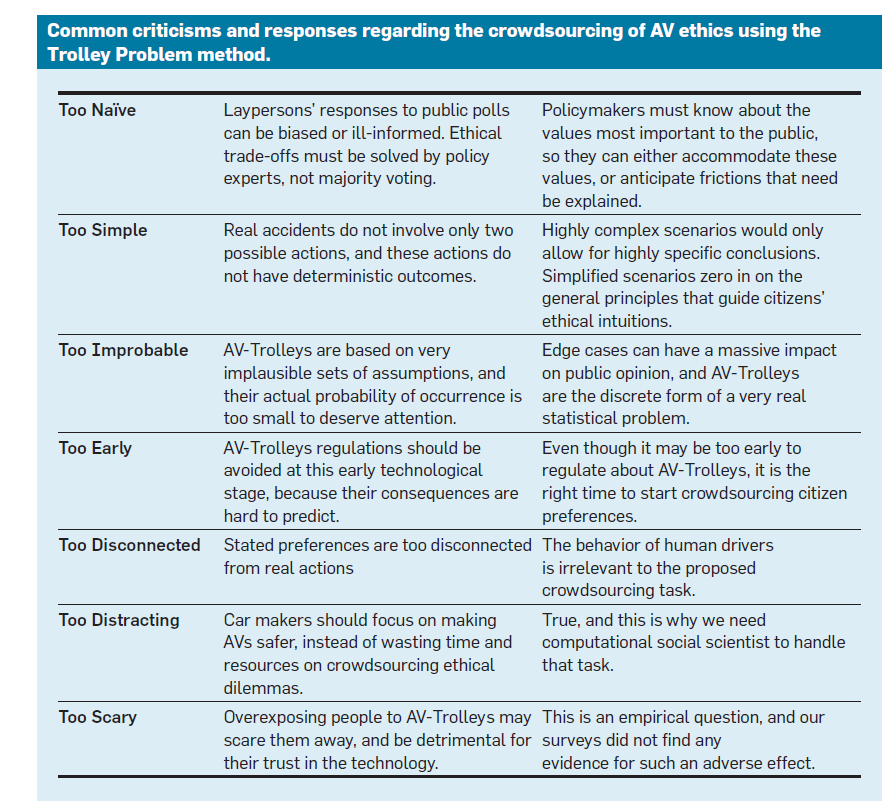 Common criticisms and responses regarding the crowdsourcing of AV ethics using the
Trolley Problem method.
Too Naïve
Laypersons’ responses to public polls
can be biased or ill-informed. Ethical
trade-offs must be solved by policy
experts, not majority voting.
Policymakers must know about the
values most important to the public,
so they can either accommodate these
values, or anticipate frictions that need
be explained.
Too Simple
Real accidents do not involve only two
possible actions, and these actions do
not have deterministic outcomes.
Highly complex scenarios would only
allow for highly specific conclusions.
Simplified scenarios zero in on the
general principles that guide citizens’
ethical intuitions.
Too Improbable
AV-Trolleys are based on very
implausible sets of assumptions, and
their actual probability of occurrence is
too small to deserve attention.
Edge cases can have a massive impact
on public opinion, and AV-Trolleys
are the discrete form of a very real
statistical problem.
Too Early
AV-Trolleys regulations should be
avoided at this early technological
stage, because their consequences are
hard to predict.
Even though it may be too early to
regulate about AV-Trolleys, it is the
right time to start crowdsourcing citizen
preferences.
Too Disconnected
Stated preferences are too disconnected
from real actions
The behavior of human drivers
is irrelevant to the proposed
crowdsourcing task.
Too Distracting
Car makers should focus on making
AVs safer, instead of wasting time and
resources on crowdsourcing ethical
dilemmas.
True, and this is why we need
computational social scientist to handle
that task.
Too Scary
Overexposing people to AV-Trolleys may
scare them away, and be detrimental for
their trust in the technology.
This is an empirical question, and our
surveys did not find any
evidence for such an adverse effect.